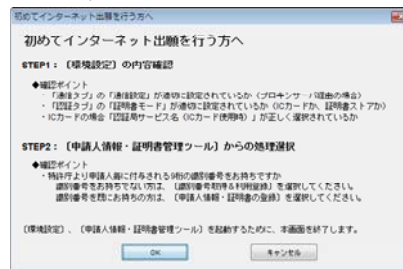 初めてインターネット出願を行う方へ
初めてインターネット出願を行う方へ
STEP1：〔環境設定〕の内容確認
◆確認ポイント
・「通信タブ」の「通信設定」が適切に設定されているか（プロキシサーバ経由の場合）
・「認証タブ」の「証明書モード」が適切に設定されているか（ICカードか、証明書ストアか）
・ICカードの場合「認証局サービス名（ICカード使用時）」が正しく選択されているか
STEP2：〔申請人情報・証明書管理ツール〕からの処理選択
◆確認ポイント
・特許庁より申請人毎に付与される9桁の識別番号をお持ちですか
識別番号をお持ちでない方は、〔識別番号取得&利用登録〕を選択してください。
識別番号を既にお持ちの方は、〔申請人情報・証明書の登録〕を選択してください。
〔環境設定〕、〔申請人情報・証明書管理ツール〕を起動するために、本画面を終了します。
OK
キャンセル